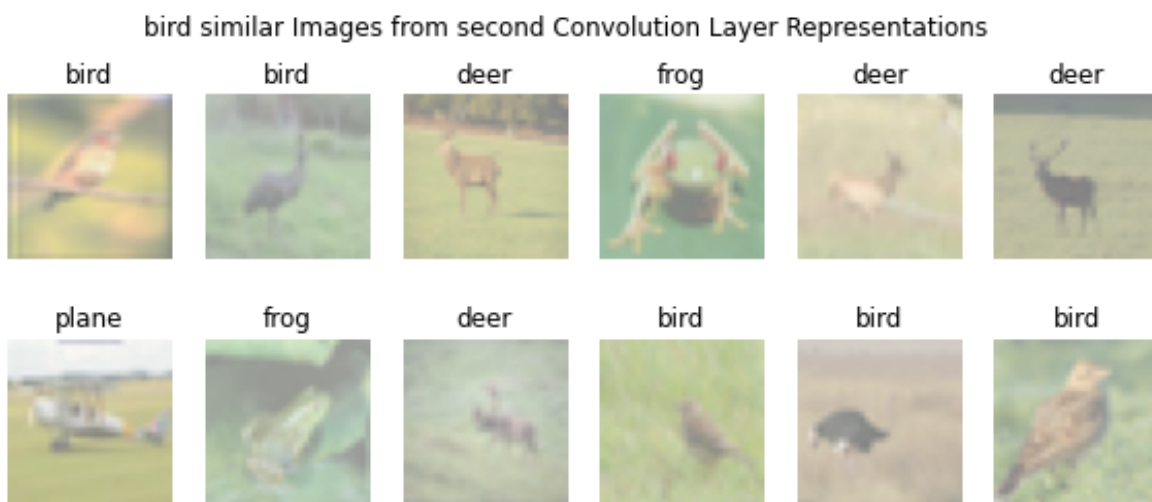 bird similar Images from second Convolution Layer Representations
bird bird deer frog deer deer
plane frog deer bird bird bird